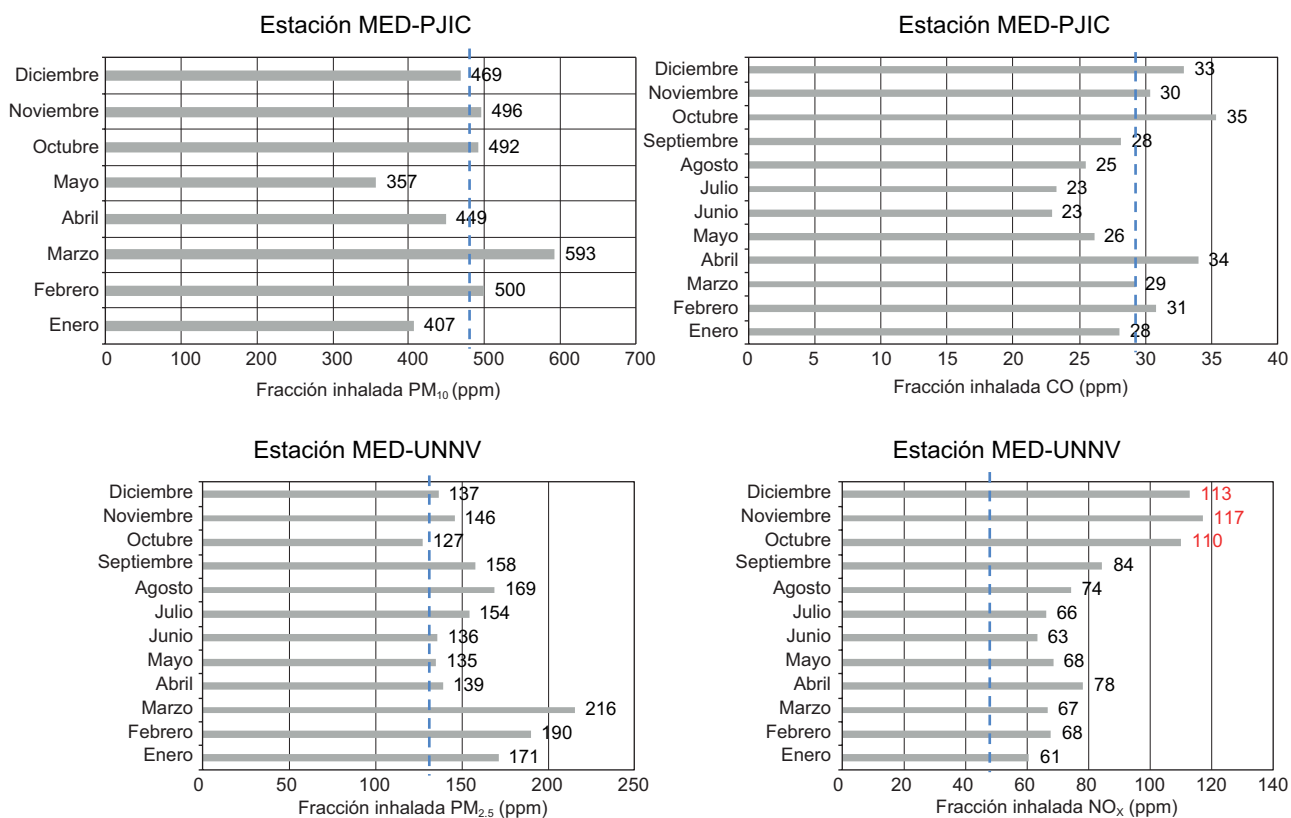 Estación MED-PJIC
Diciembre 469
Noviembre 496
Octubre 492
Mayo 357
Abril 449
Marzo 593
Febrero 500
Enero 407
0 100 200 300 400 500 600 700
Fracción inhalada PM₁₀ (ppm)
Estación MED-PJIC
Diciembre 33
Noviembre 30
Octubre 35
Septiembre 28
Agosto 25
Julio 23
Junio 23
Mayo 26
Abril 34
Marzo 29
Febrero 31
Enero 28
0 5 10 15 20 25 30 35 40
Fracción inhalada CO (ppm)
Estación MED-UNNV
Diciembre 137
Noviembre 146
Octubre 127
Septiembre 158
Agosto 169
Julio 154
Junio 136
Mayo 135
Abril 139
Marzo 216
Febrero 190
Enero 171
0 50 100 150 200 250
Fracción inhalada PM₂.₅ (ppm)
Estación MED-UNNV
Diciembre 113
Noviembre 117
Octubre 110
Septiembre 84
Agosto 74
Julio 66
Junio 63
Mayo 68
Abril 78
Marzo 67
Febrero 68
Enero 61
0 20 40 60 80 100 120 140
Fracción inhalada NOₓ (ppm)